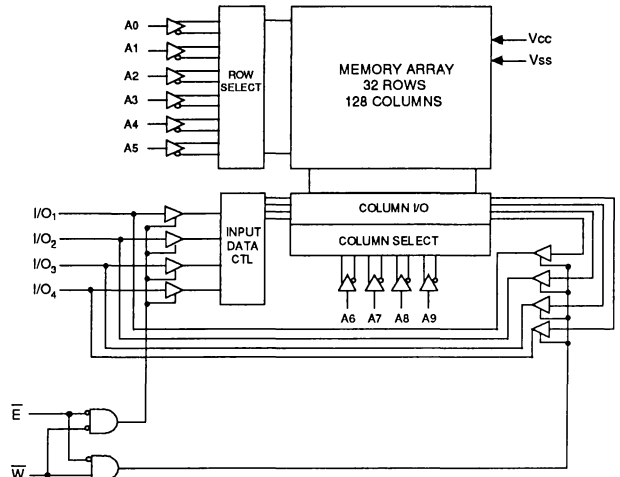 A0
A1
A2
A3
A4
A5
ROW
SELECT
MEMORY ARRAY
32 ROWS
128 COLUMNS
Vcc
Vss
I/O1
I/O2
I/O3
I/O4
INPUT
DATA
CTL
COLUMN I/O
COLUMN SELECT
A6 A7 A8 A9
E
W